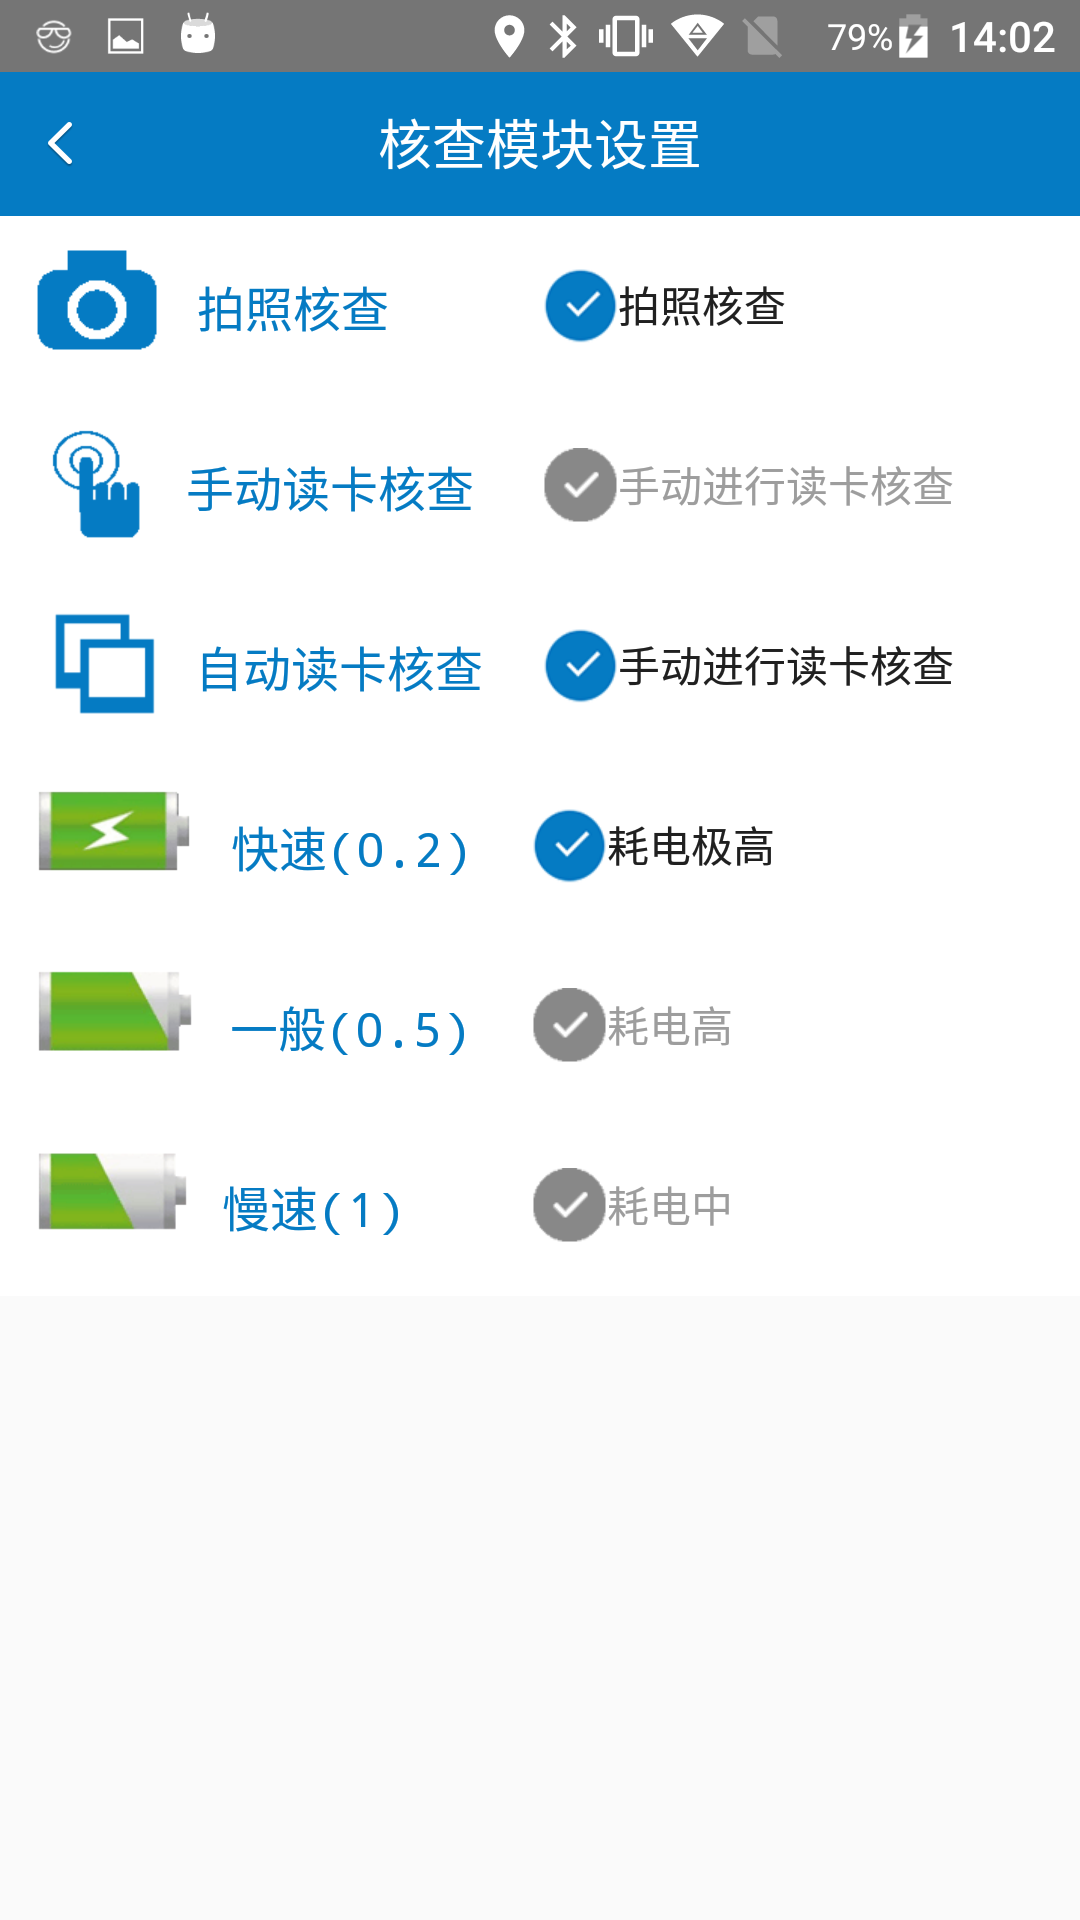 79% 14:02
核查模块设置
拍照核查 拍照核查
手动读卡核查 手动进行读卡核查
自动读卡核查 手动进行读卡核查
快速(0.2) 耗电极高
一般(0.5) 耗电高
慢速(1) 耗电中